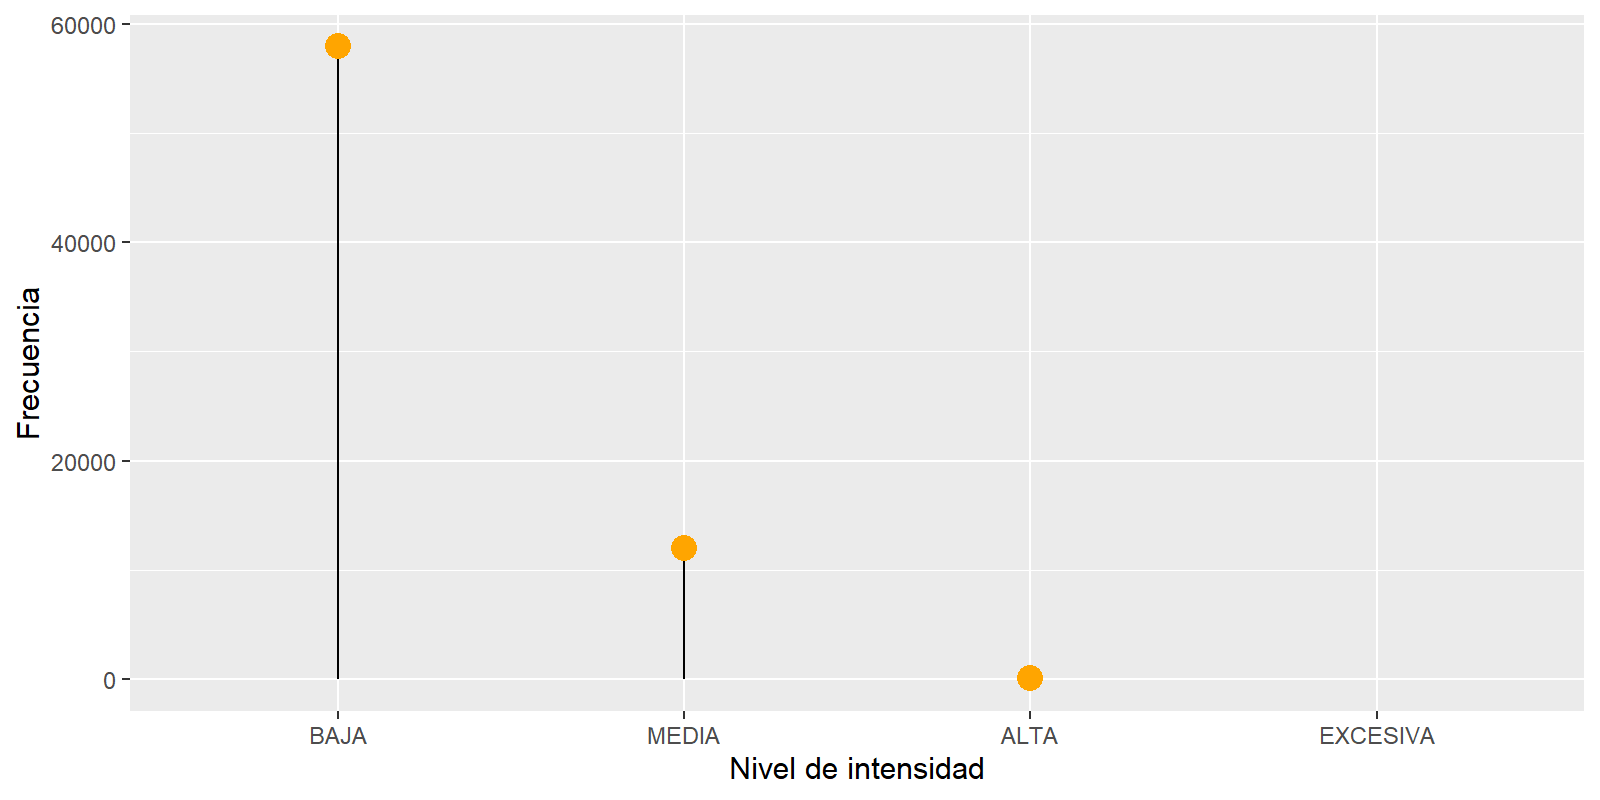 60000
40000
20000
0
Frecuencia
BAJA MEDIA ALTA EXCESIVA
Nivel de intensidad